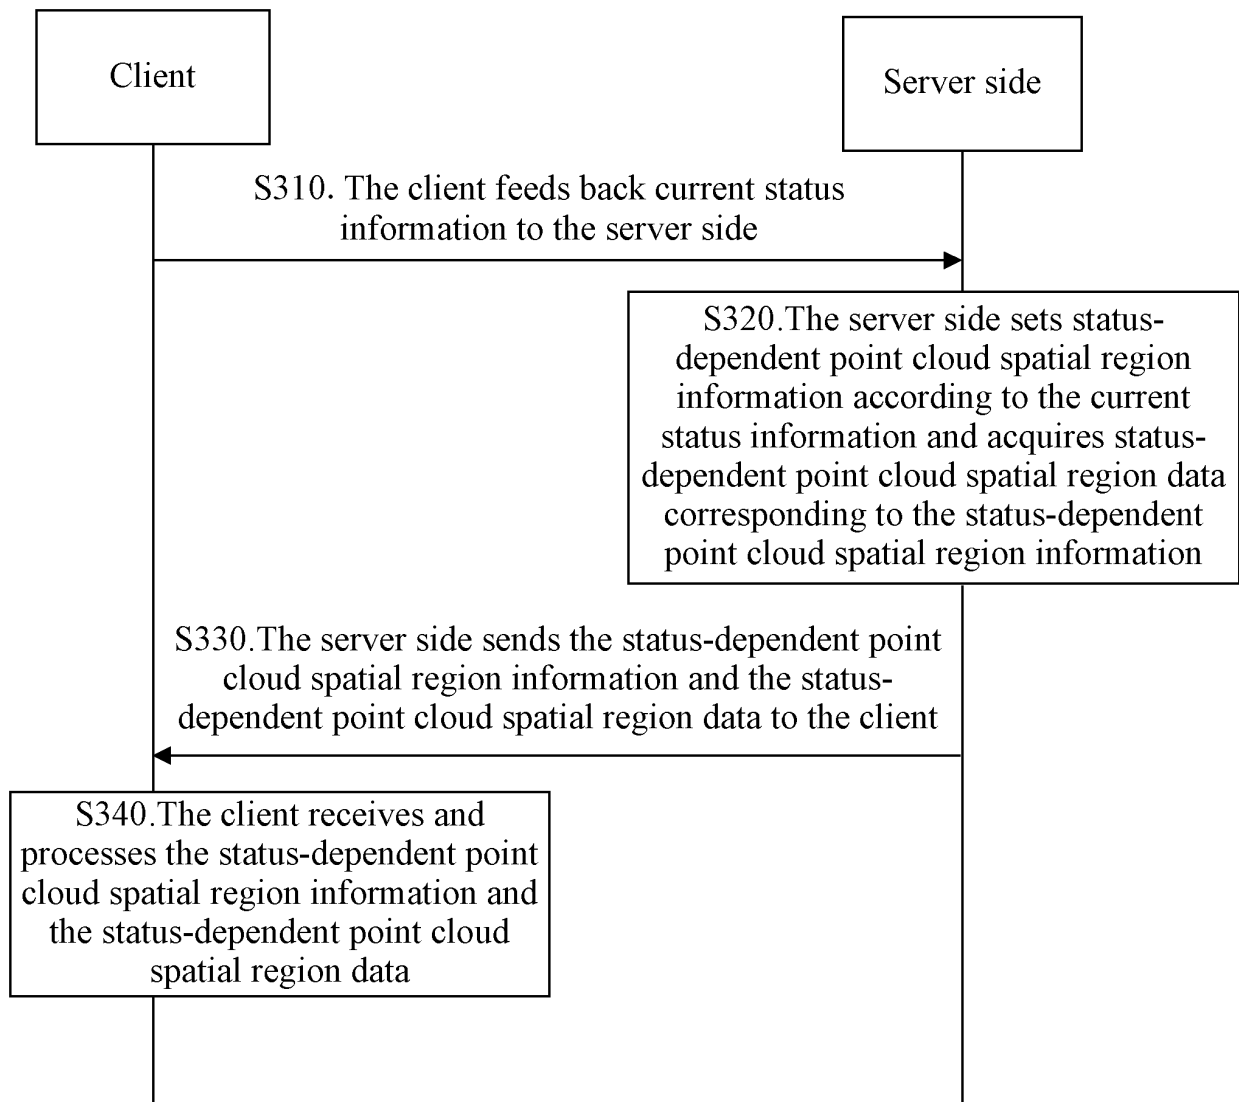 Client
Server side
S310. The client feeds back current status
information to the server side
S320.The server side sets status-
dependent point cloud spatial region
information according to the current
status information and acquires status-
dependent point cloud spatial region data
corresponding to the status-dependent
point cloud spatial region information
S330.The server side sends the status-dependent point
cloud spatial region information and the status-
dependent point cloud spatial region data to the client
S340.The client receives and
processes the status-dependent point
cloud spatial region information and
the status-dependent point cloud
spatial region data